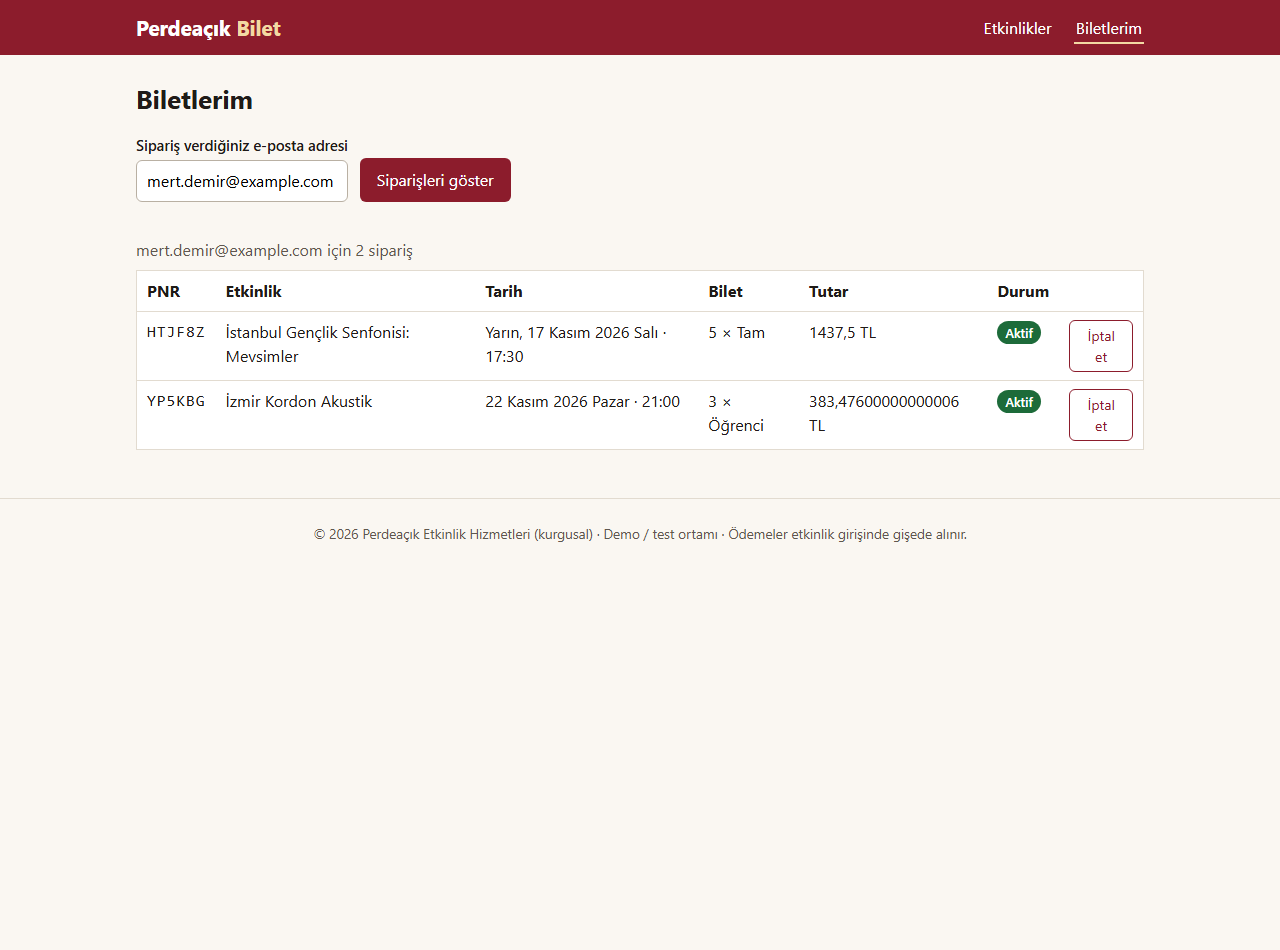 Perdeaçık Bilet
Etkinlikler
Biletlerim
Biletlerim
Sipariş verdiğiniz e-posta adresi
mert.demir@example.com
Siparişleri göster
mert.demir@example.com için 2 sipariş
PNR Etkinlik Tarih Bilet Tutar Durum
HTJF8Z
İstanbul Gençlik Senfonisi:
Mevsimler
Yarın, 17 Kasım 2026 Salı ·
17:30
5 × Tam
1437,5 TL
Aktif
İptal
et
YP5KBG
İzmir Kordon Akustik
22 Kasım 2026 Pazar · 21:00
3 ×
Öğrenci
383,47600000000006
TL
Aktif
İptal
et
© 2026 Perdeaçık Etkinlik Hizmetleri (kurgusal) · Demo / test ortamı · Ödemeler etkinlik girişinde gişede alınır.